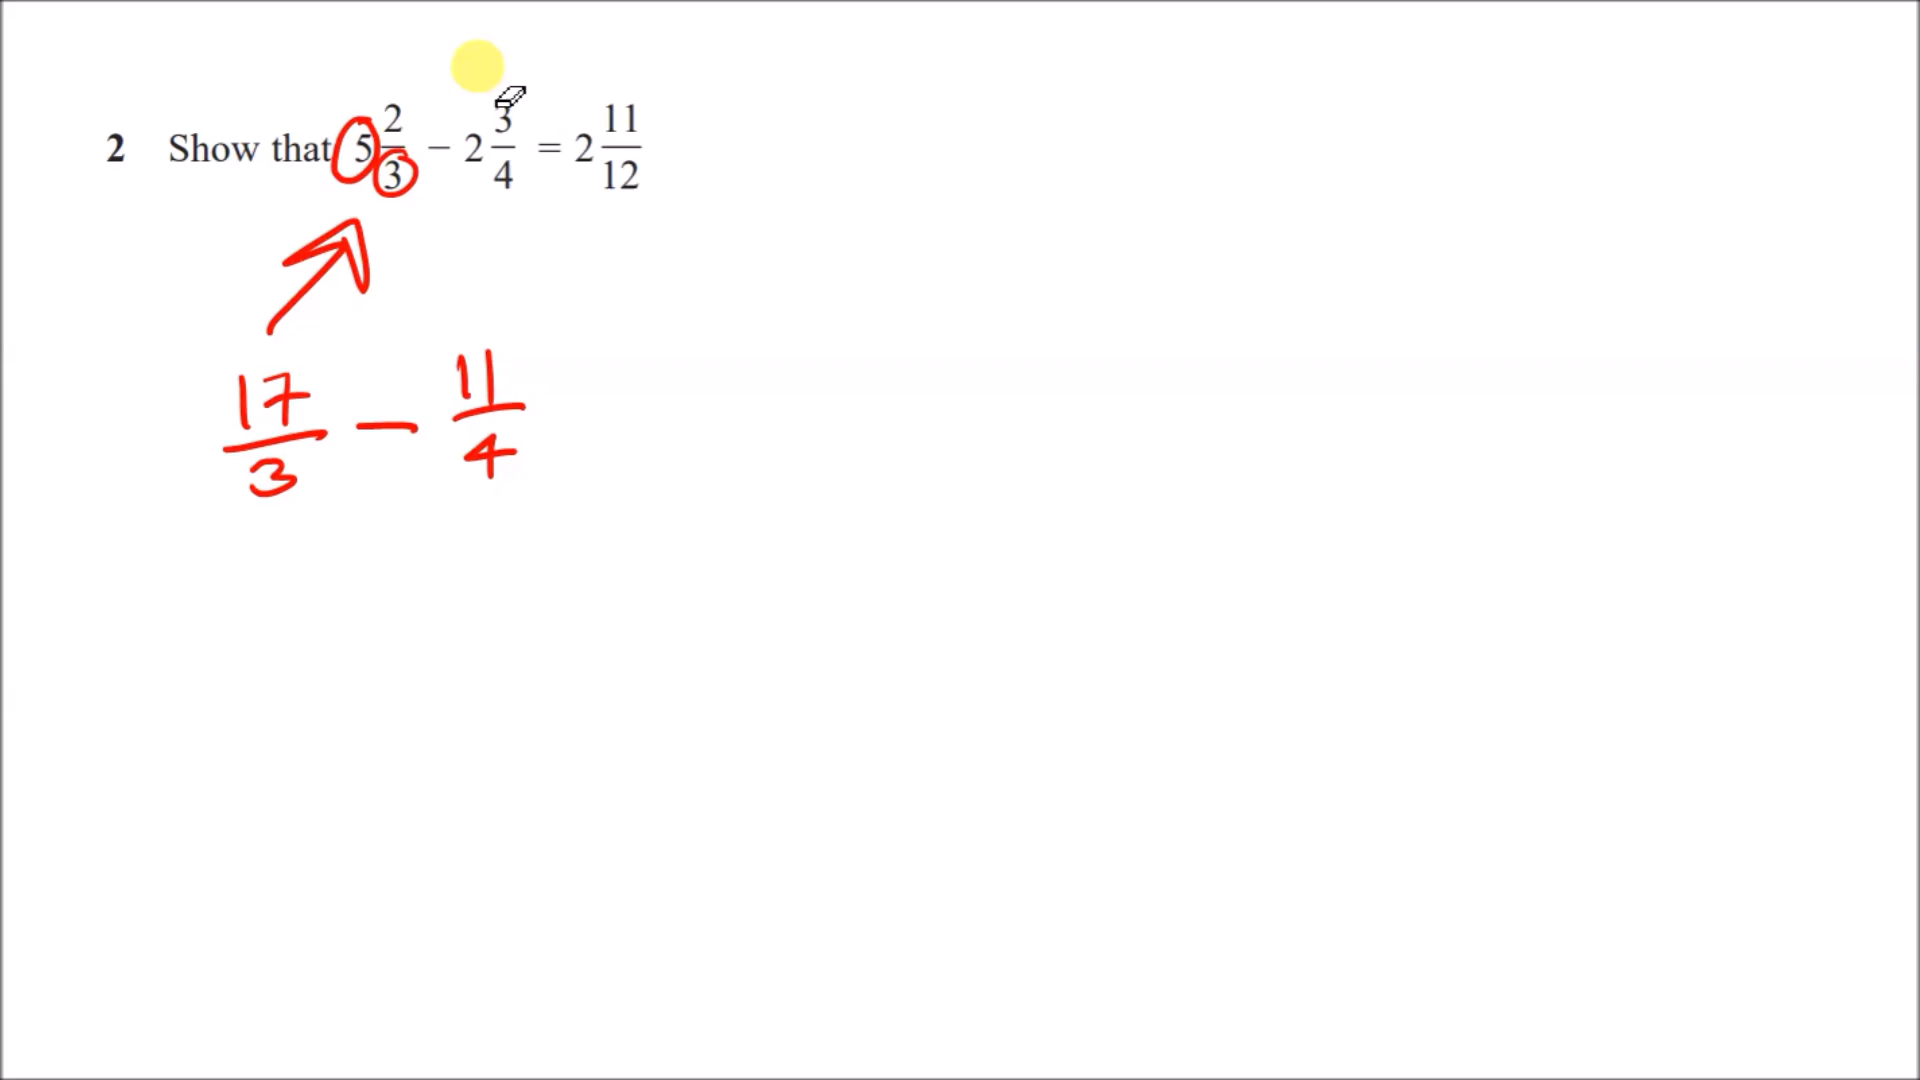 2 Show that 5 2/3 − 2 3/4 = 2 11/12
17/3 − 11/4